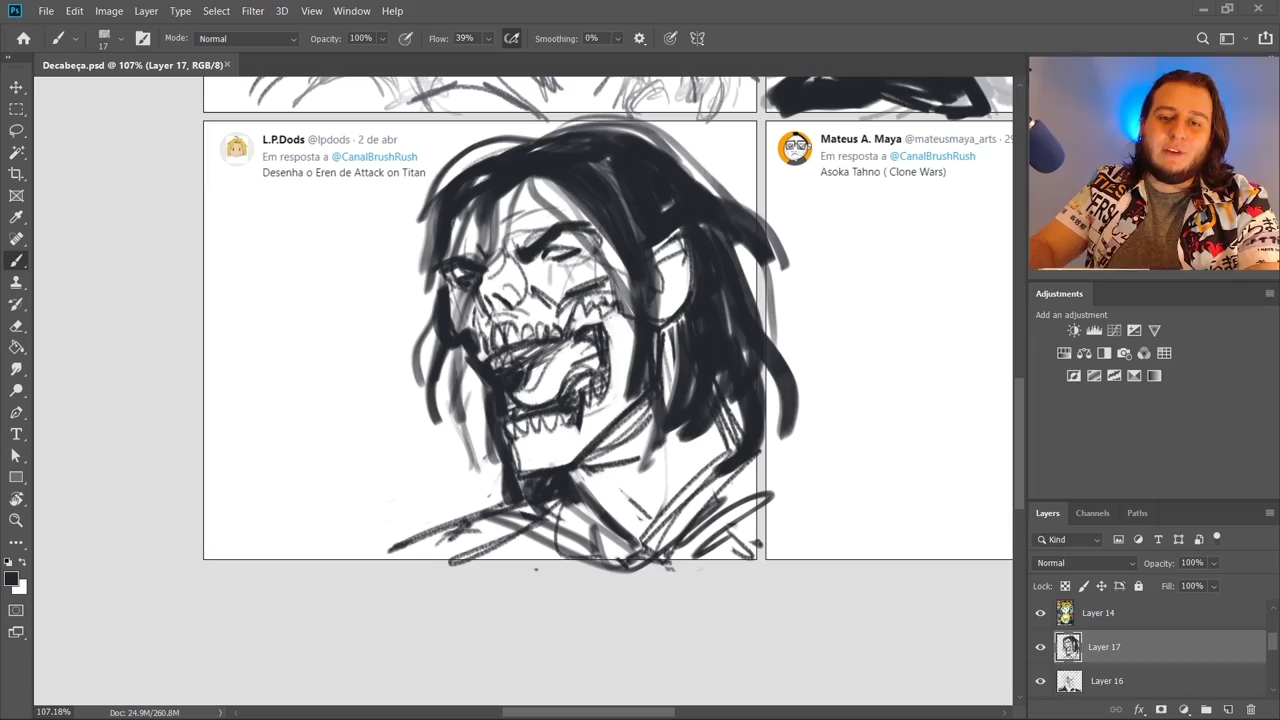 Ps File Edit Image Layer Type Select Filter 3D View Window Help
17 Mode: Normal Opacity: 100% Flow: 39% Smoothing: 0%
Decabeça.psd @ 107% (Layer 17, RGB/8)
L.P.Dods @lpdods · 2 de abr
Em resposta a @CanalBrushRush
Desenha o Eren de Attack on Titan
Mateus A. Maya @mateusmaya_arts · 29
Em resposta a @CanalBrushRush
Asoka Tahno ( Clone Wars)
Adjustments
Add an adjustment
Layers Channels Paths
Kind
Normal Opacity: 100%
Lock: Fill: 100%
Layer 14
Layer 17
Layer 16
107.18% Doc: 24.9M/260.8M